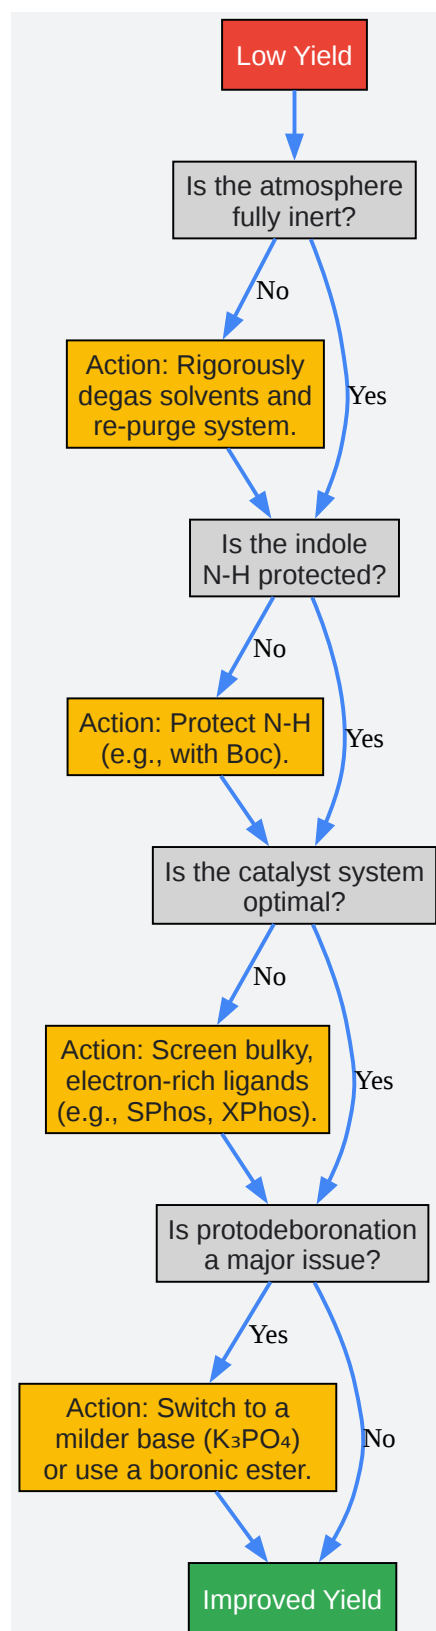 Low Yield
Is the atmosphere
fully inert?
No
Action: Rigorously
degas solvents and
re-purge system.
Yes
Is the indole
N-H protected?
No
Action: Protect N-H
(e.g., with Boc).
Yes
Is the catalyst system
optimal?
No
Action: Screen bulky,
electron-rich ligands
(e.g., SPhos, XPhos).
Yes
Is protodeboronation
a major issue?
Yes
Action: Switch to a
milder base (K₃PO₄)
or use a boronic ester.
No
Improved Yield